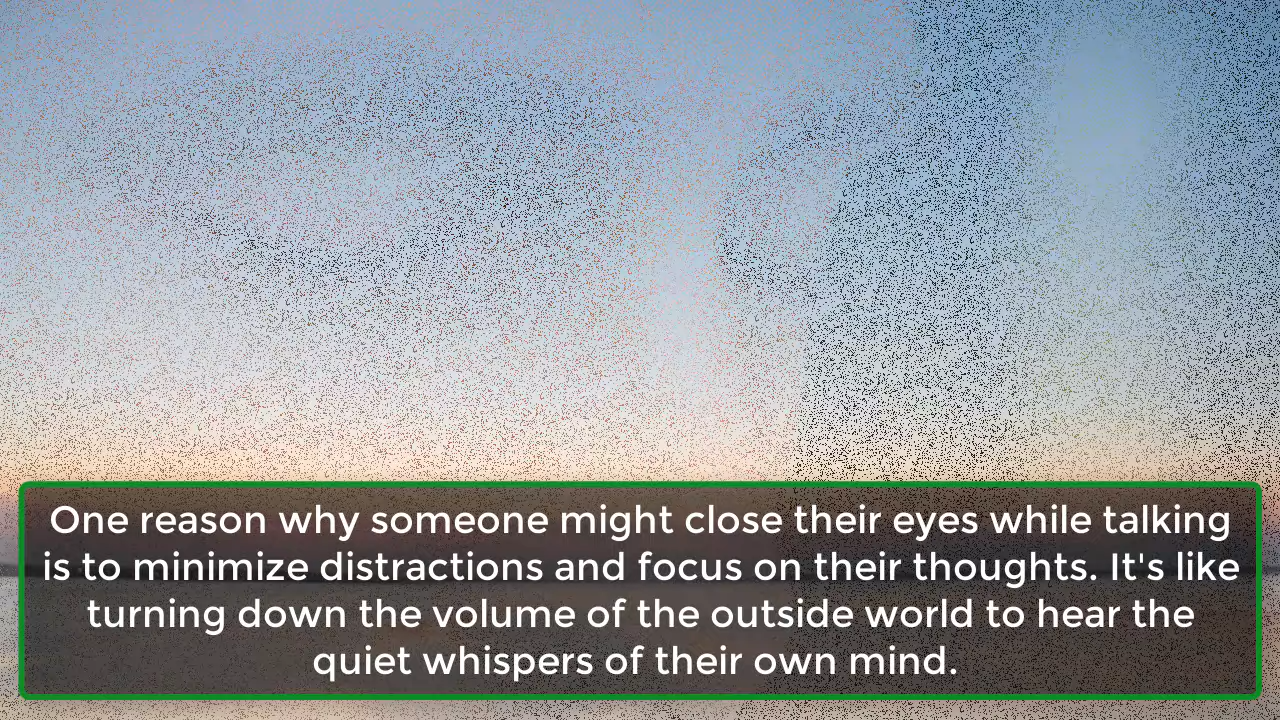 One reason why someone might close their eyes while talking
is to minimize distractions and focus on their thoughts. It's like
turning down the volume of the outside world to hear the
quiet whispers of their own mind.